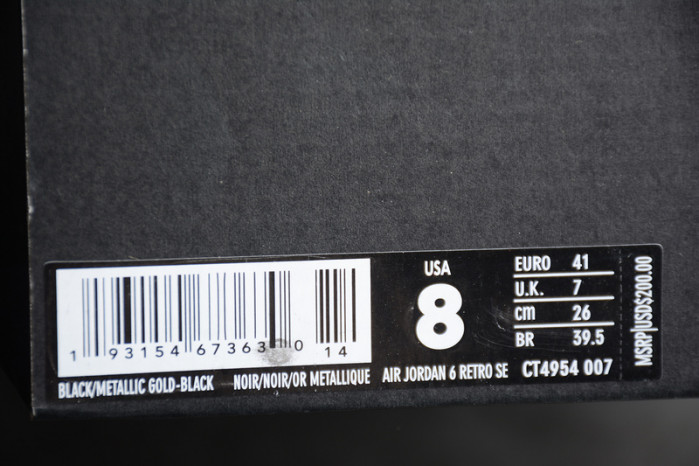 1 93154 67363 0 14
BLACK/METALLIC GOLD-BLACK NOIR/NOIR/OR METALLIQUE
USA
8
AIR JORDAN 6 RETRO SE CT4954 007
EURO 41
U.K. 7
cm 26
BR 39.5
MSRP|USD$200.00